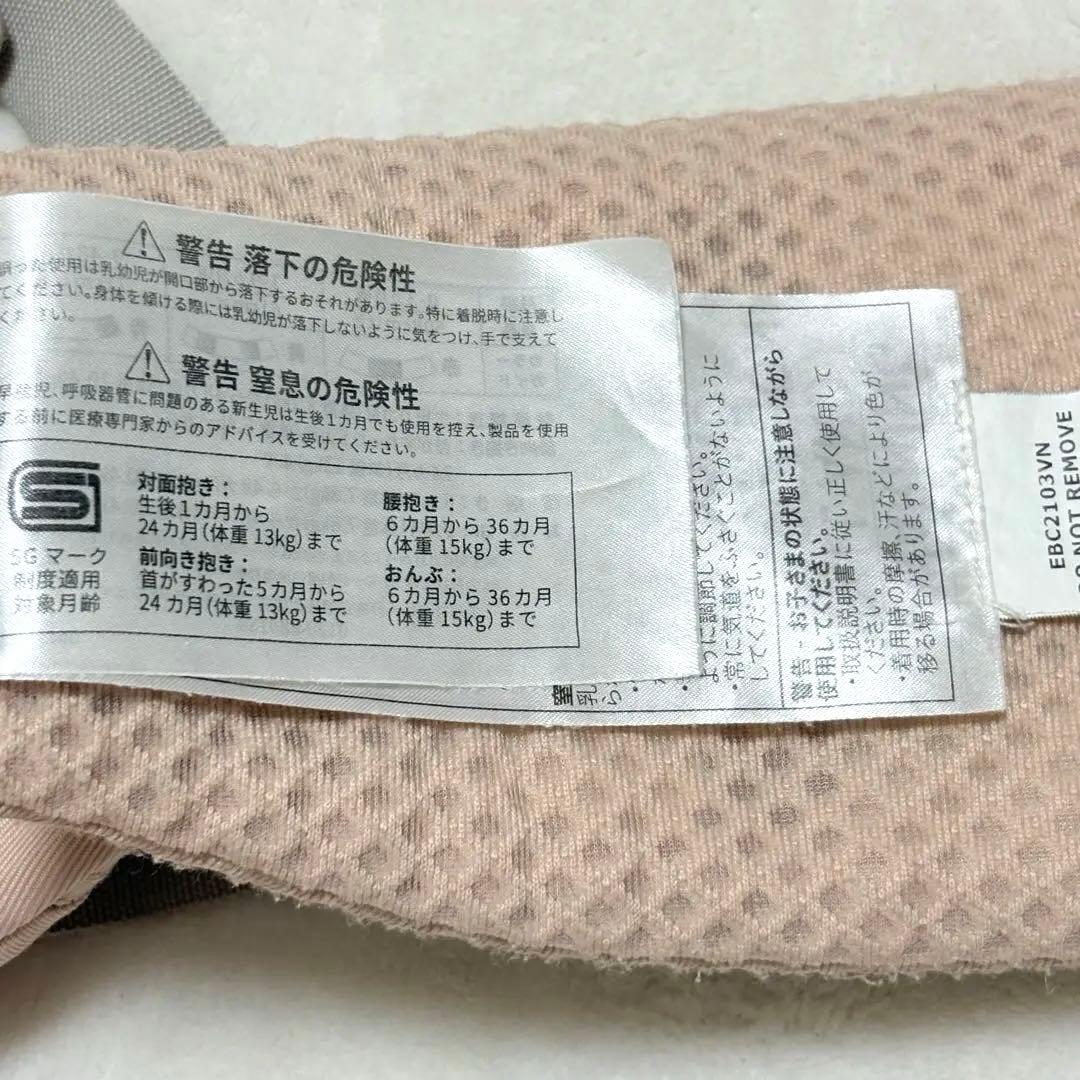 警告 落下の危険性
った使用は乳幼児が開口部から落下するおそれがあります。特に着脱時に注意し
てください。身体を傾ける際には乳幼児が落下しないように気をつけ、手で支えて
ください。
警告 窒息の危険性
早産児、呼吸器管に問題のある新生児は生後1カ月でも使用を控え、製品を使用
する前に医療専門家からのアドバイスを受けてください。
SG マーク
制度適用
対象月齢
対面抱き：
生後1カ月から
24カ月（体重 13kg）まで
前向き抱き：
首がすわった5カ月から
24カ月（体重 13kg）まで
腰抱き：
6カ月から 36カ月
（体重 15kg）まで
おんぶ：
6カ月から 36カ月
（体重 15kg）まで
ように調節してください。
・常に気道をふさぐことがないように
してください。
警告 - お子さまの状態に注意しながら
使用してください。
・取扱説明書に従い正しく使用して
ください。
・着用時の摩擦、汗などにより色が
移る場合があります。
EBC2103VN
DO NOT REMOVE